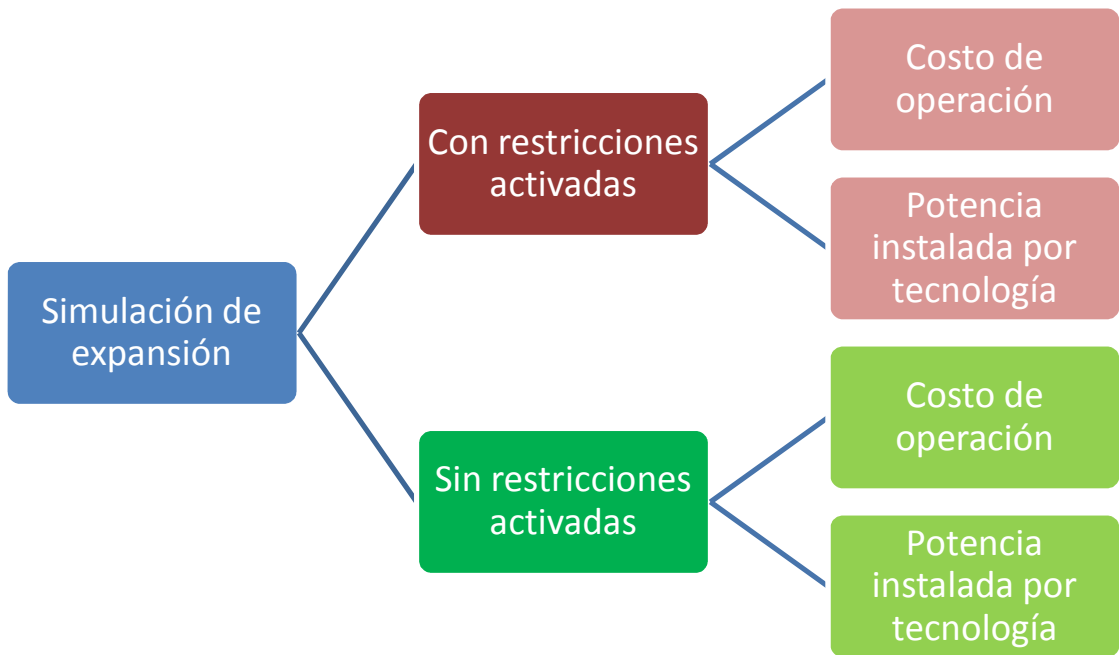 Simulación de
expansión
Con restricciones
activadas
Costo de
operación
Potencia
instalada por
tecnología
Sin restricciones
activadas
Costo de
operación
Potencia
instalada por
tecnología